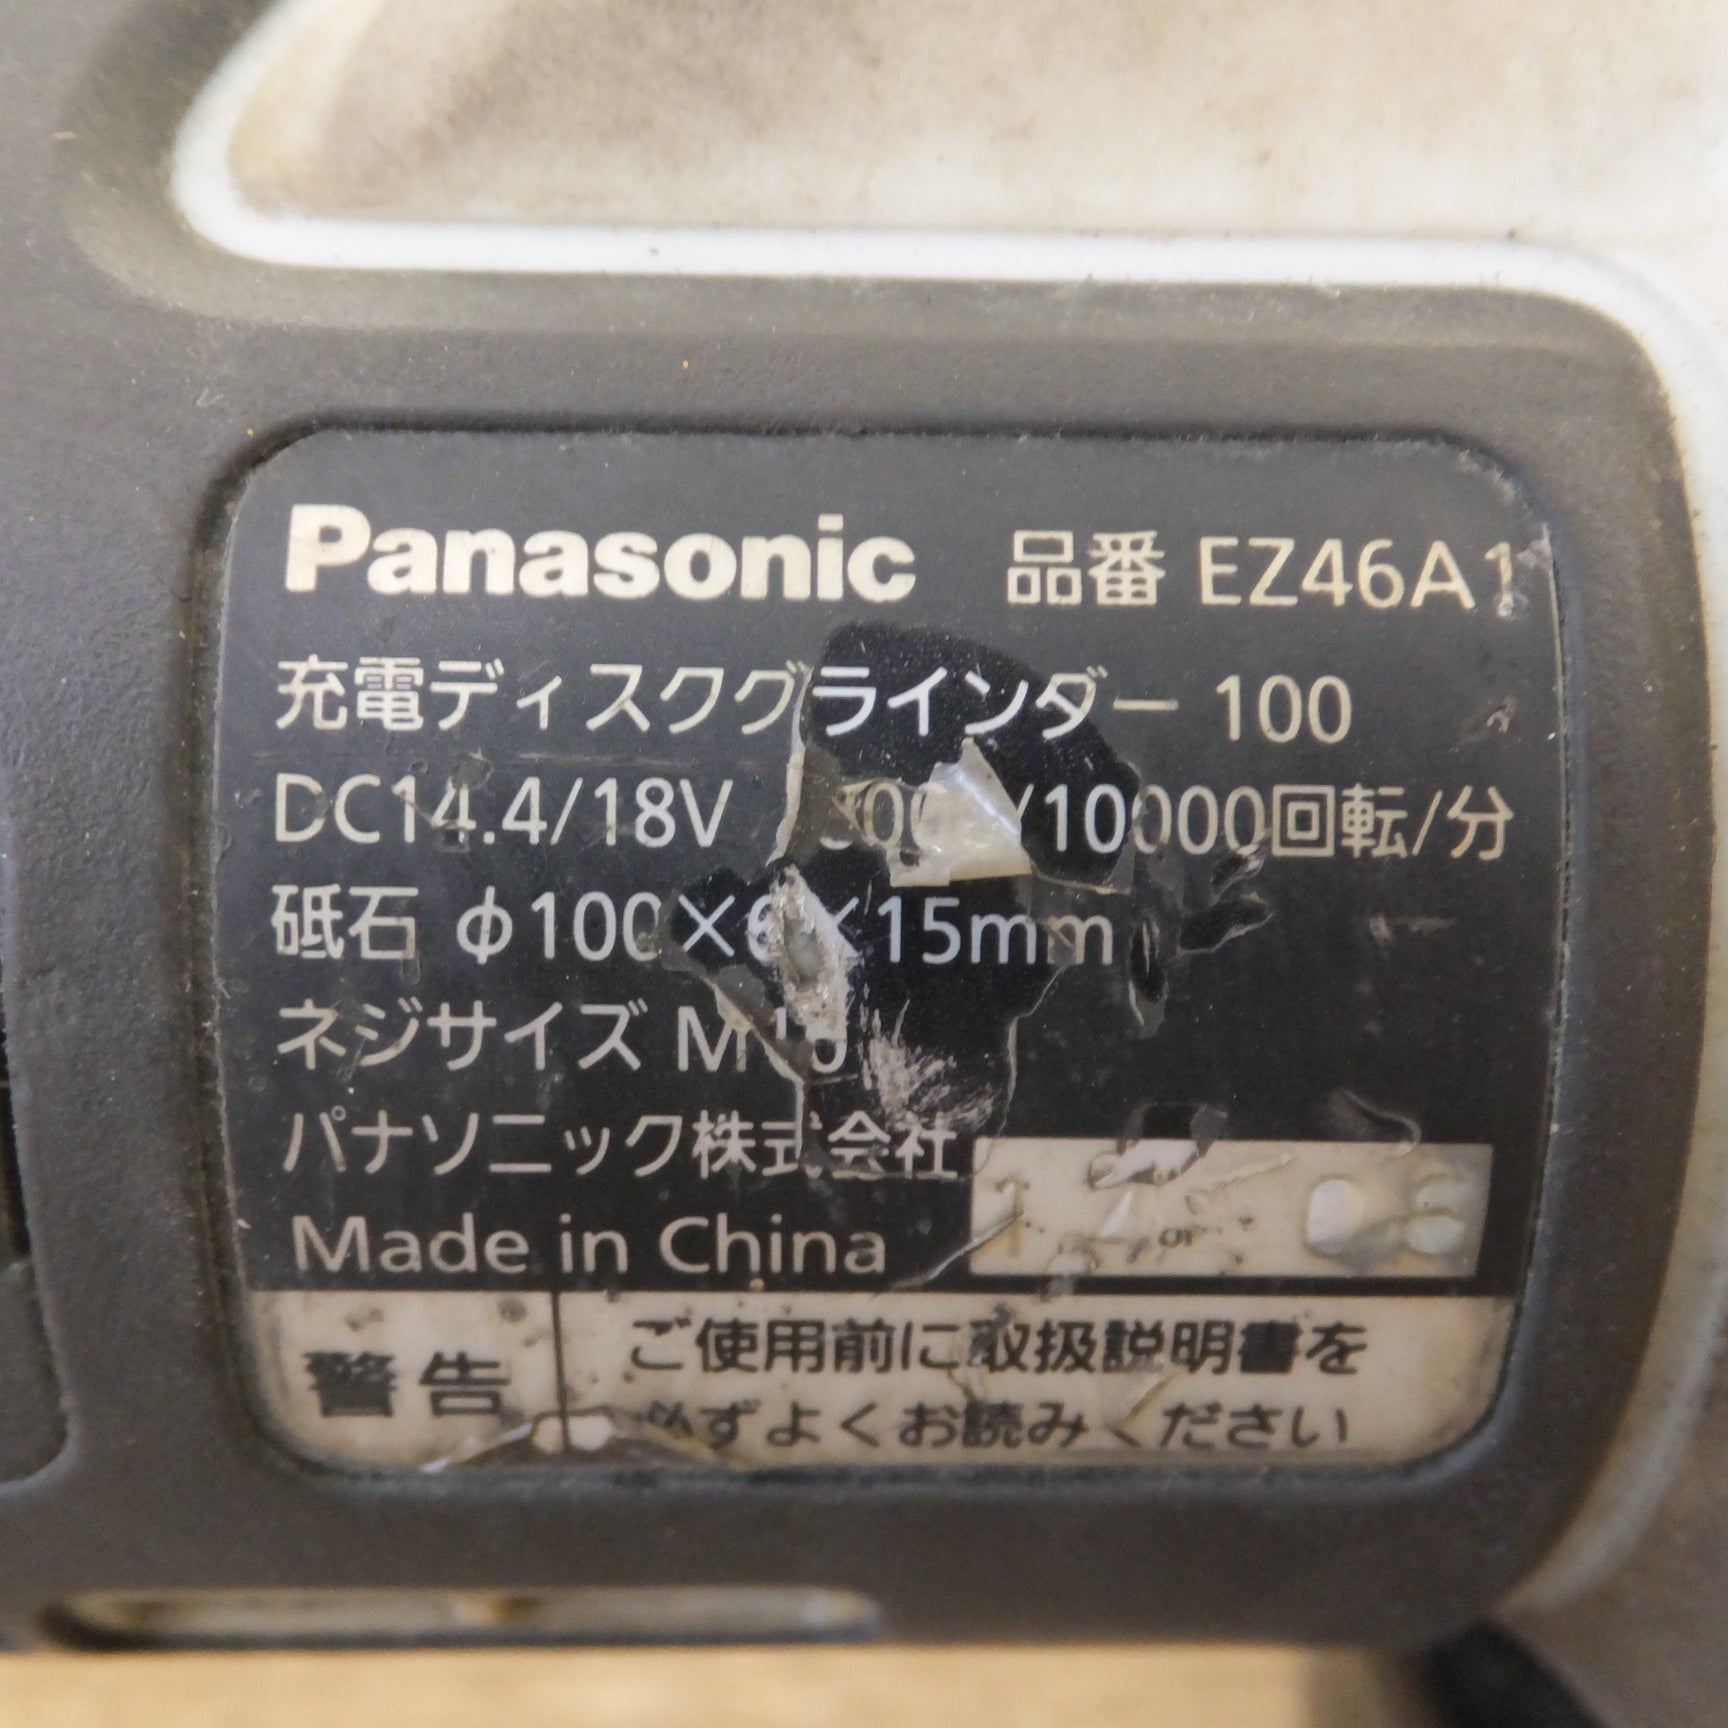 Panasonic 品番 EZ46A1
充電ディスクグラインダー 100
DC14.4/18V /10000回転/分
砥石 φ100×6×15mm
ネジサイズ
パナソニック株式会社
Made in China
警告
ご使用前に取扱説明書を
必ずよくお読みください